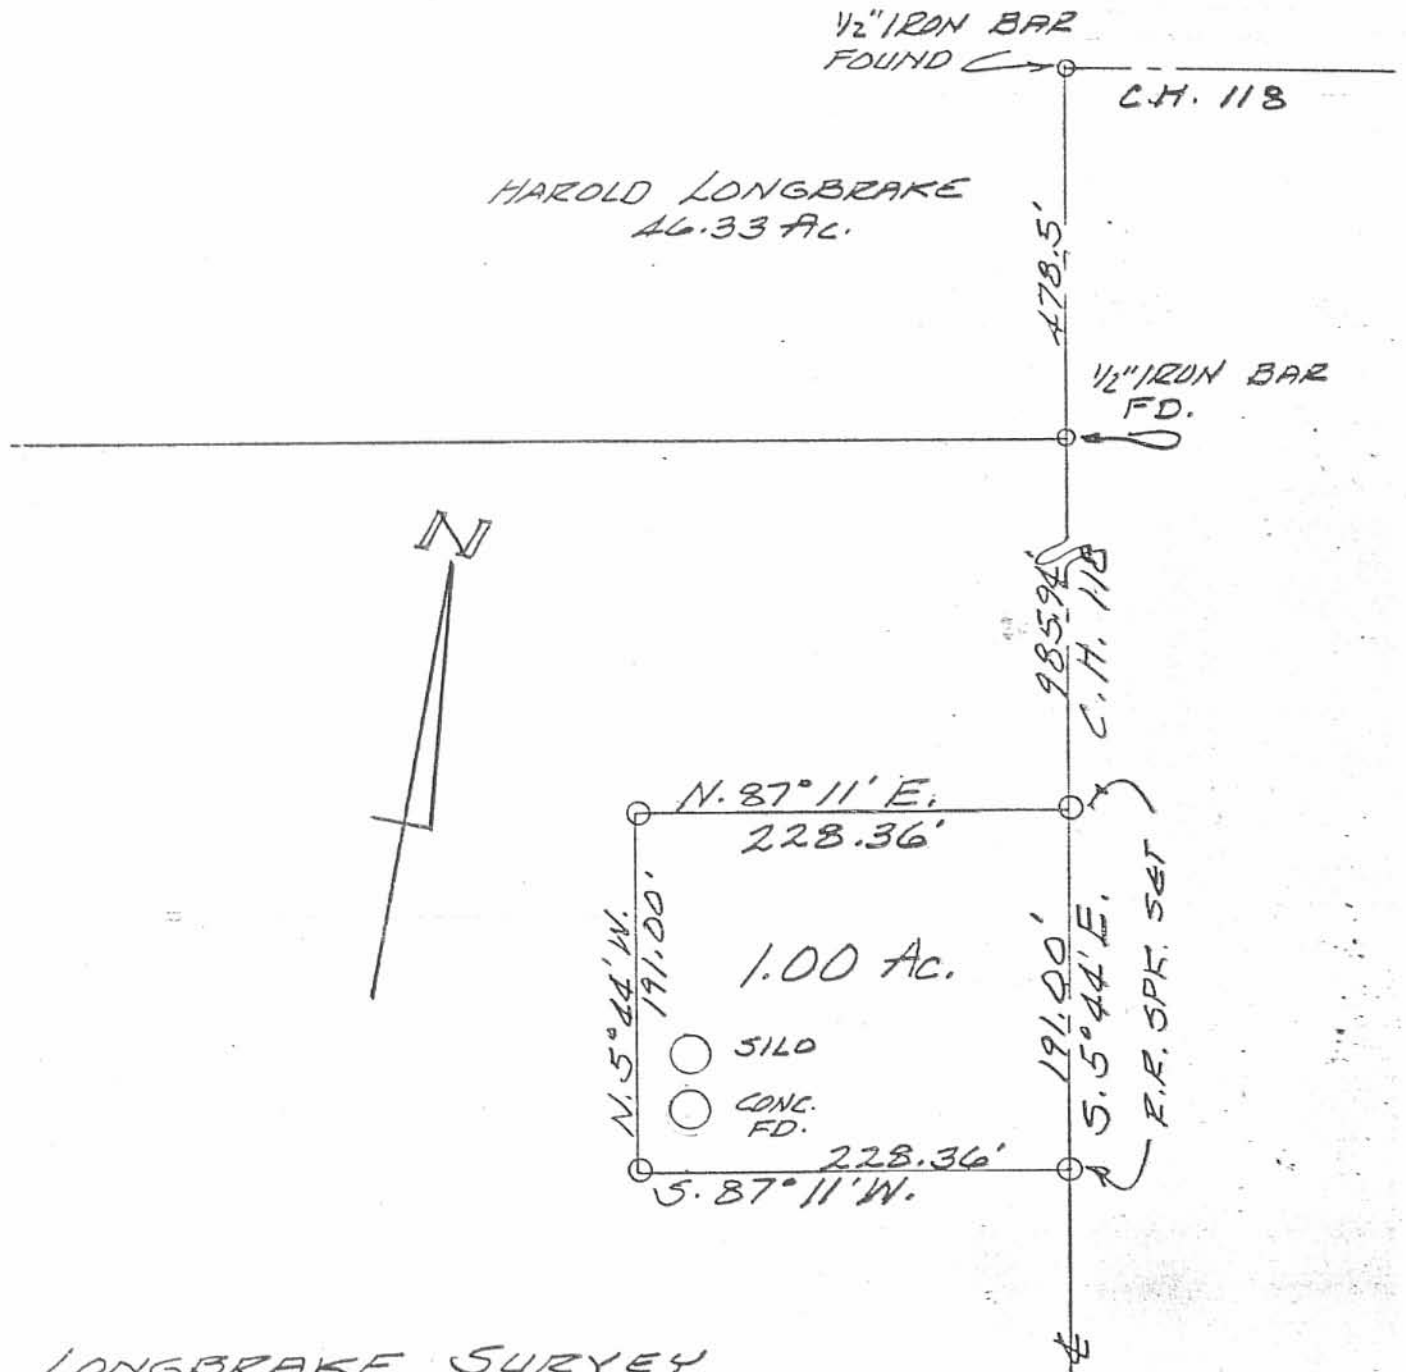 1/2" IRON BAR
FOUND
C.H. 118
HAROLD LONGBRAKE
46.33 Ac.
478.5'
1/2" IRON BAR
FD.
N
985.94'
C.H. 118
N. 87° 11' E.
228.36'
R.R. SPK. SET
N. 5° 44' W.
191.00'
1.00 Ac.
191.00'
S. 5° 44' E.
SILO
CONC.
FD.
228.36'
S. 87° 11' W.
LONGBRAKE SURVEY